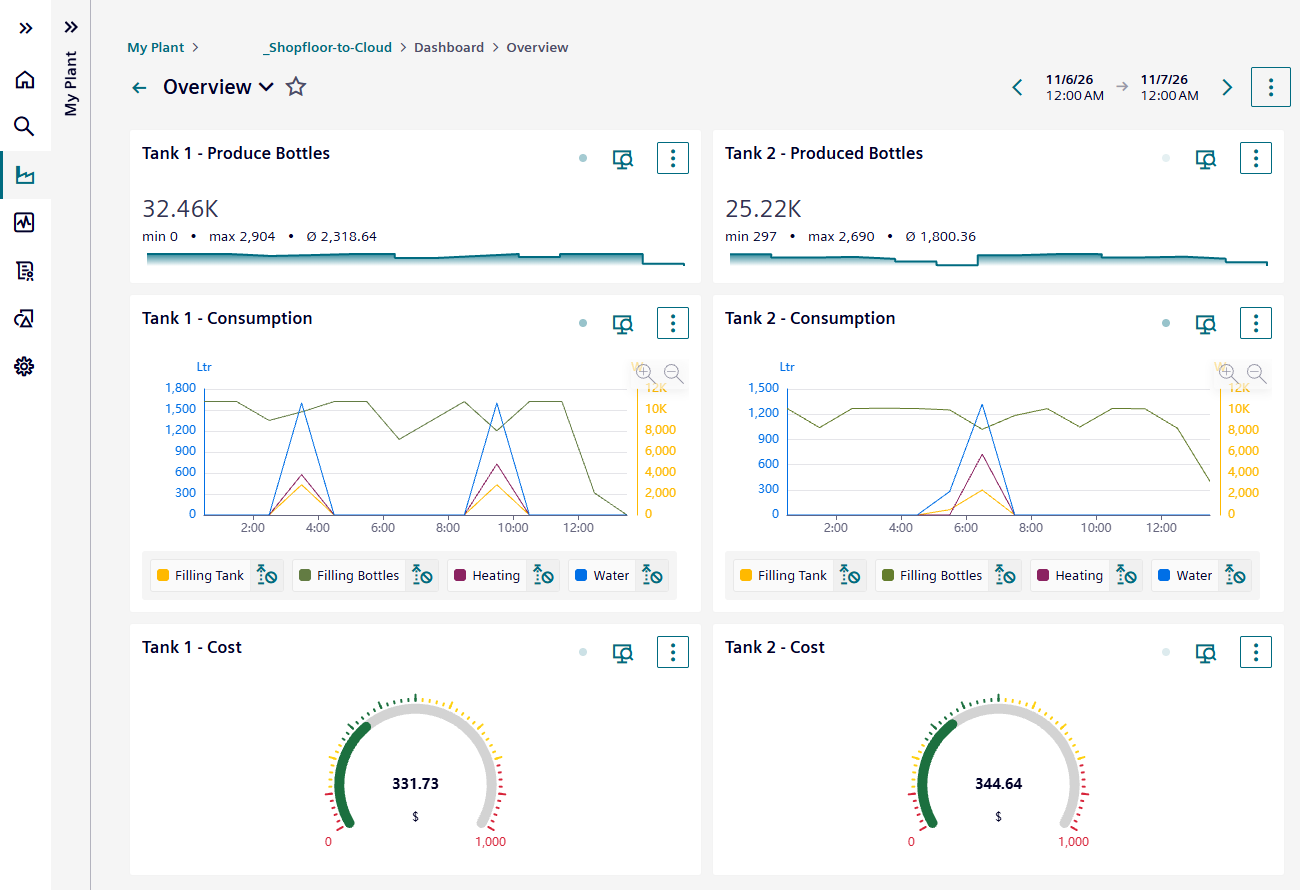 My Plant
My Plant > _Shopfloor-to-Cloud > Dashboard > Overview
Overview
11/6/26
12:00 AM
11/7/26
12:00 AM
Tank 1 - Produce Bottles
32.46K
min 0 • max 2,904 • Ø 2,318.64
Tank 2 - Produced Bottles
25.22K
min 297 • max 2,690 • Ø 1,800.36
Tank 1 - Consumption
Ltr
1,800
1,500
1,200
900
600
300
0
12K
10K
8,000
6,000
4,000
2,000
0
2:00 4:00 6:00 8:00 10:00 12:00
Filling Tank Filling Bottles Heating Water
Tank 2 - Consumption
Ltr
1,500
1,200
900
600
300
0
12K
10K
8,000
6,000
4,000
2,000
0
2:00 4:00 6:00 8:00 10:00 12:00
Filling Tank Filling Bottles Heating Water
Tank 1 - Cost
331.73
$
0 1,000
Tank 2 - Cost
344.64
$
0 1,000